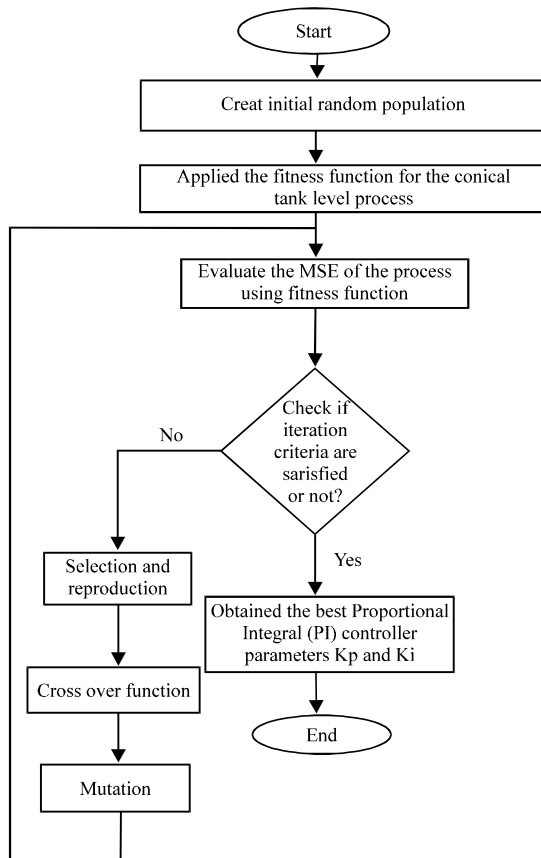 Start
Creat initial random population
Applied the fitness function for the conical
tank level process
Evaluate the MSE of the process
using fitness function
Check if
iteration
criteria are
sarisfied
or not?
No
Yes
Selection and
reproduction
Obtained the best Proportional
Integral (PI) controller
parameters Kp and Ki
Cross over function
End
Mutation